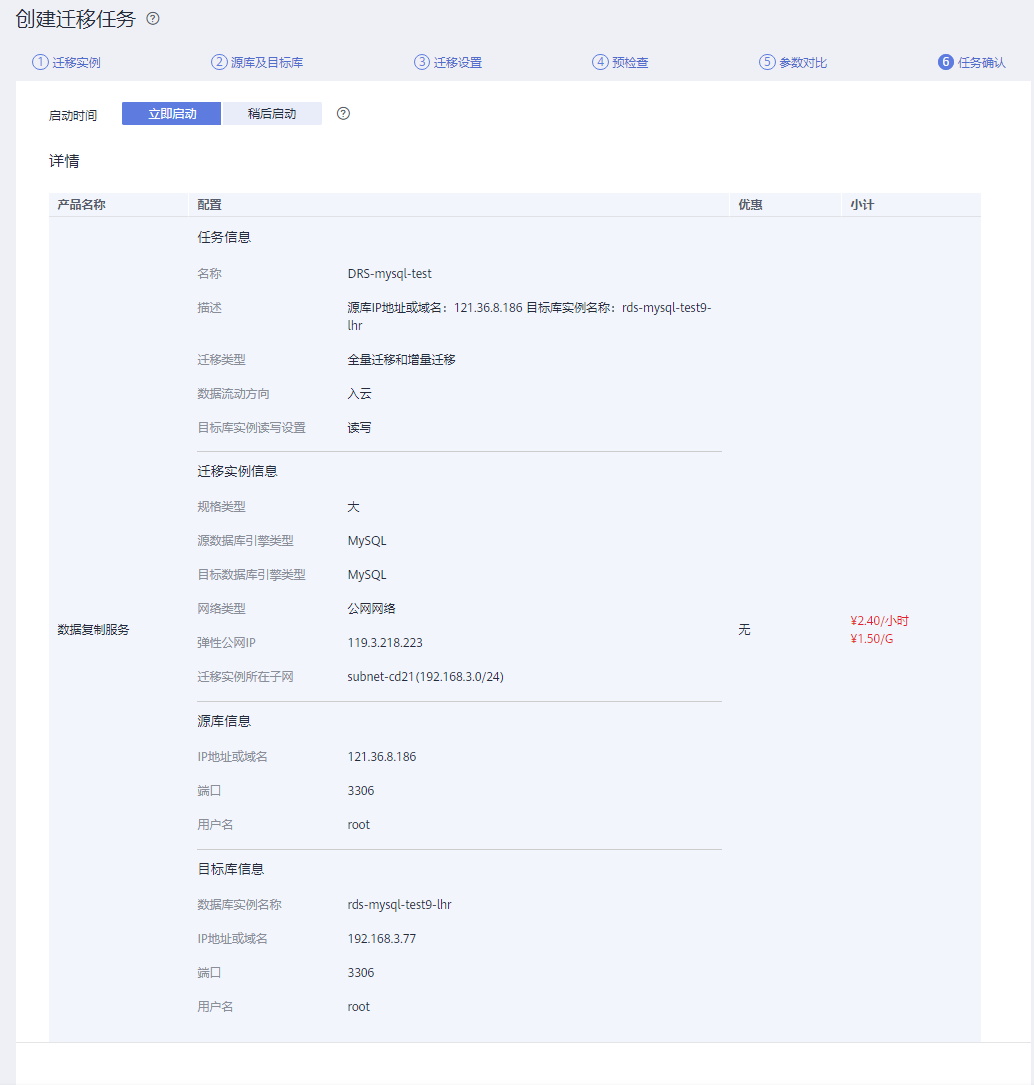 创建迁移任务 ?
1 迁移实例 2 源库及目标库 3 迁移设置 4 预检查 5 参数对比 6 任务确认
启动时间 立即启动 稍后启动 ?
详情
产品名称 配置 优惠 小计
任务信息
名称 DRS-mysql-test
描述 源库IP地址或域名：121.36.8.186 目标库实例名称：rds-mysql-test9-
lhr
迁移类型 全量迁移和增量迁移
数据流动方向 入云
目标库实例读写设置 读写
迁移实例信息
规格类型 大
源数据库引擎类型 MySQL
目标数据库引擎类型 MySQL
网络类型 公网网络
数据复制服务 无 ¥2.40/小时
¥1.50/G
弹性公网IP 119.3.218.223
迁移实例所在子网 subnet-cd21(192.168.3.0/24)
源库信息
IP地址或域名 121.36.8.186
端口 3306
用户名 root
目标库信息
数据库实例名称 rds-mysql-test9-lhr
IP地址或域名 192.168.3.77
端口 3306
用户名 root